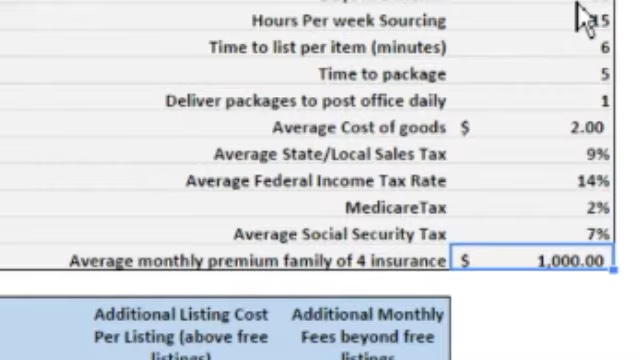 Hours Per week Sourcing 15
Time to list per item (minutes) 6
Time to package 5
Deliver packages to post office daily 1
Average Cost of goods $ 2.00
Average State/Local Sales Tax 9%
Average Federal Income Tax Rate 14%
MedicareTax 2%
Average Social Security Tax 7%
Average monthly premium family of 4 insurance $ 1,000.00
Additional Listing Cost Additional Monthly
Per Listing (above free Fees beyond free
listings) listings